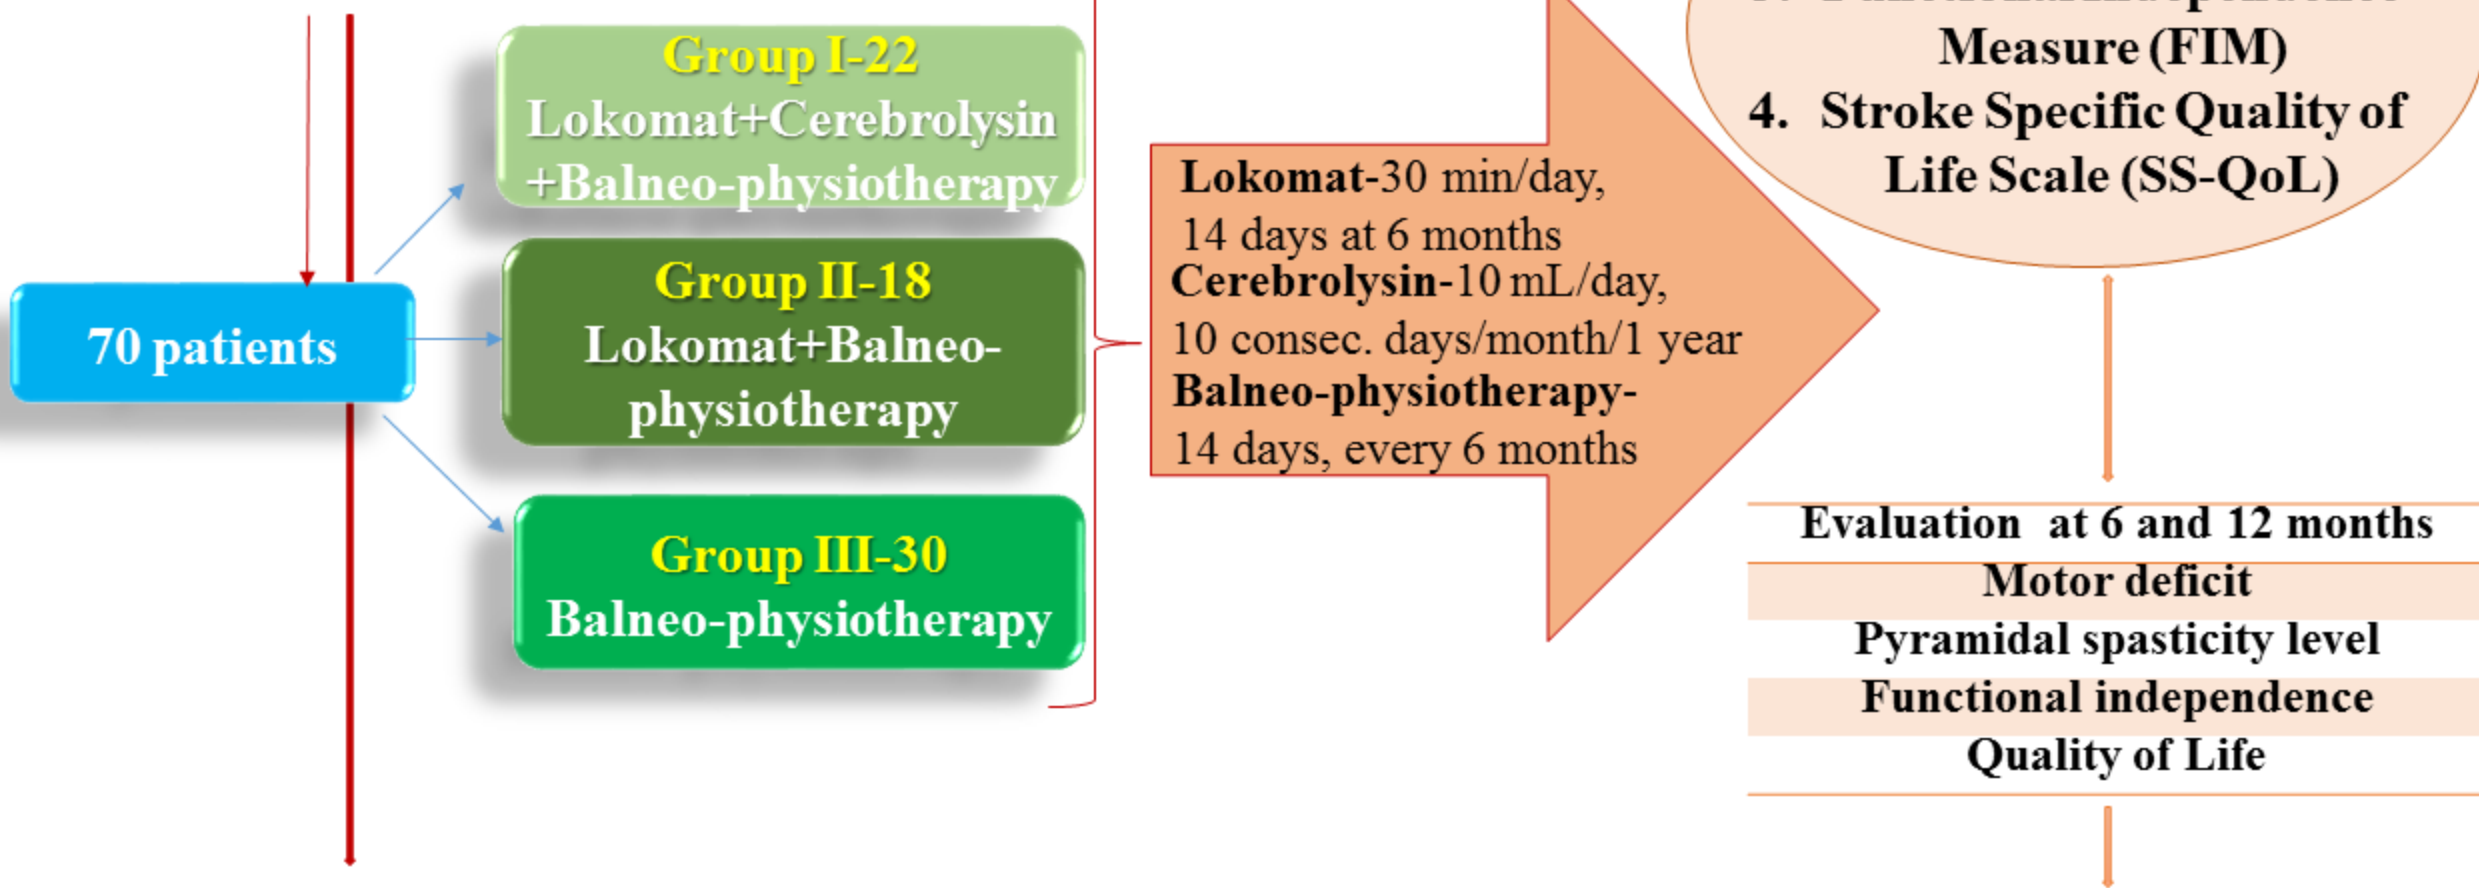 70 patients
Group I-22
Lokomat+Cerebrolysin
+Balneo-physiotherapy
Group II-18
Lokomat+Balneo-
physiotherapy
Group III-30
Balneo-physiotherapy
Lokomat-30 min/day,
14 days at 6 months
Cerebrolysin-10 mL/day,
10 consec. days/month/1 year
Balneo-physiotherapy-
14 days, every 6 months
Measure (FIM)
4. Stroke Specific Quality of
Life Scale (SS-QoL)
Evaluation at 6 and 12 months
Motor deficit
Pyramidal spasticity level
Functional independence
Quality of Life